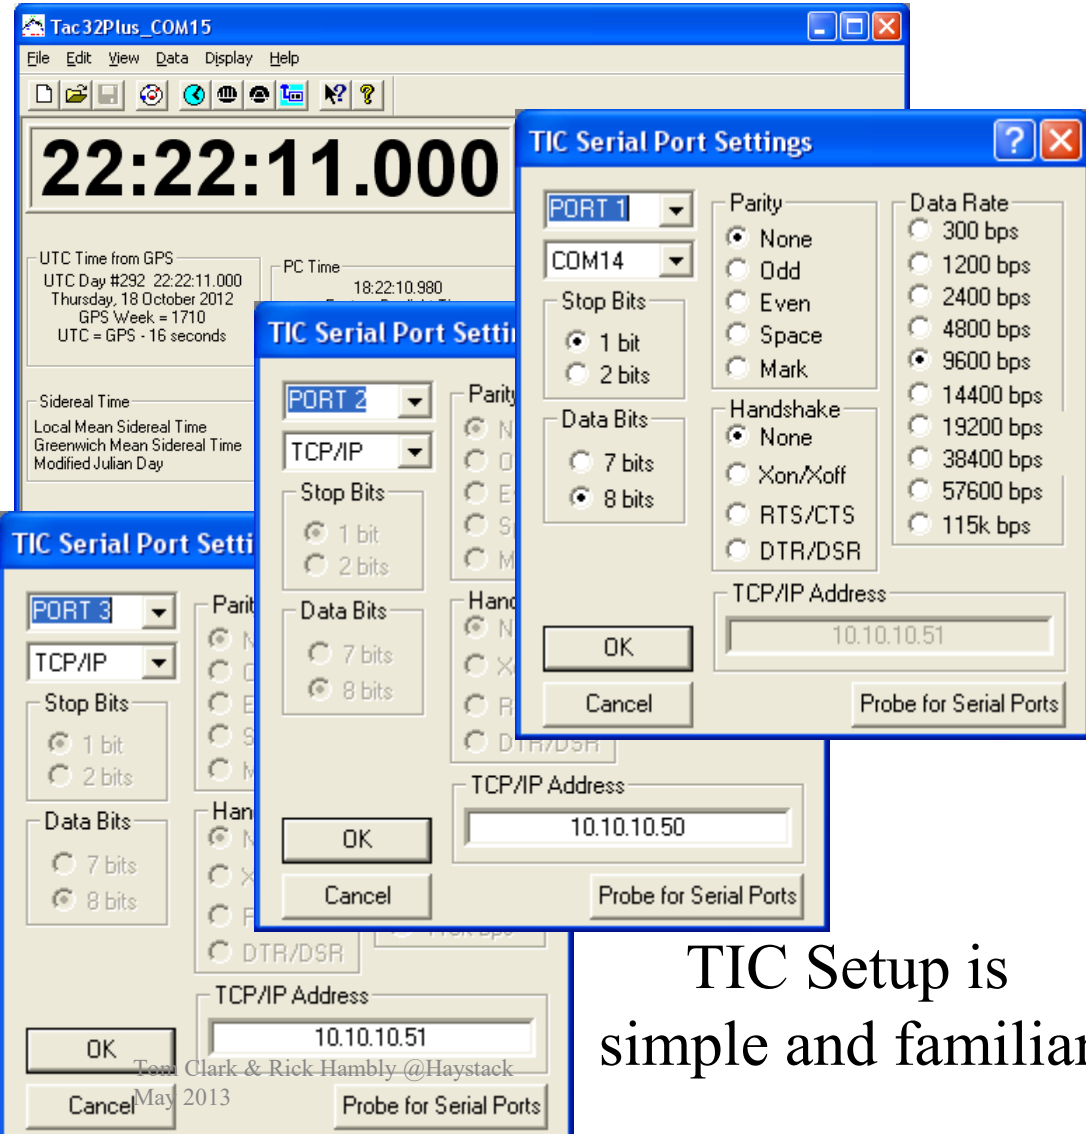 Tac32Plus_COM15
File Edit View Data Display Help
22:22:11.000
UTC Time from GPS
UTC Day #292 22:22:11.000
Thursday, 18 October 2012
GPS Week = 1710
UTC = GPS - 16 seconds
PC Time
18:22:10.980
Sidereal Time
Local Mean Sidereal Time
Greenwich Mean Sidereal Time
Modified Julian Day
TIC Serial Port Settings
PORT 1
COM14
Stop Bits
1 bit
2 bits
Data Bits
7 bits
8 bits
Parity
None
Odd
Even
Space
Mark
Handshake
None
Xon/Xoff
RTS/CTS
DTR/DSR
Data Rate
300 bps
1200 bps
2400 bps
4800 bps
9600 bps
14400 bps
19200 bps
38400 bps
57600 bps
115k bps
TCP/IP Address
10.10.10.51
OK
Cancel
Probe for Serial Ports
TIC Serial Port Settin
PORT 2
TCP/IP
Stop Bits
1 bit
2 bits
Data Bits
7 bits
8 bits
Parity
Hand
DTR/DSR
TCP/IP Address
10.10.10.50
OK
Cancel
Probe for Serial Ports
TIC Serial Port Setti
PORT 3
TCP/IP
Stop Bits
1 bit
2 bits
Data Bits
7 bits
8 bits
Parit
Han
DTR/DSR
TCP/IP Address
10.10.10.51
OK
Cancel
Probe for Serial Ports
TIC Setup is
simple and familiar
Tom Clark & Rick Hambly @Haystack
May 2013